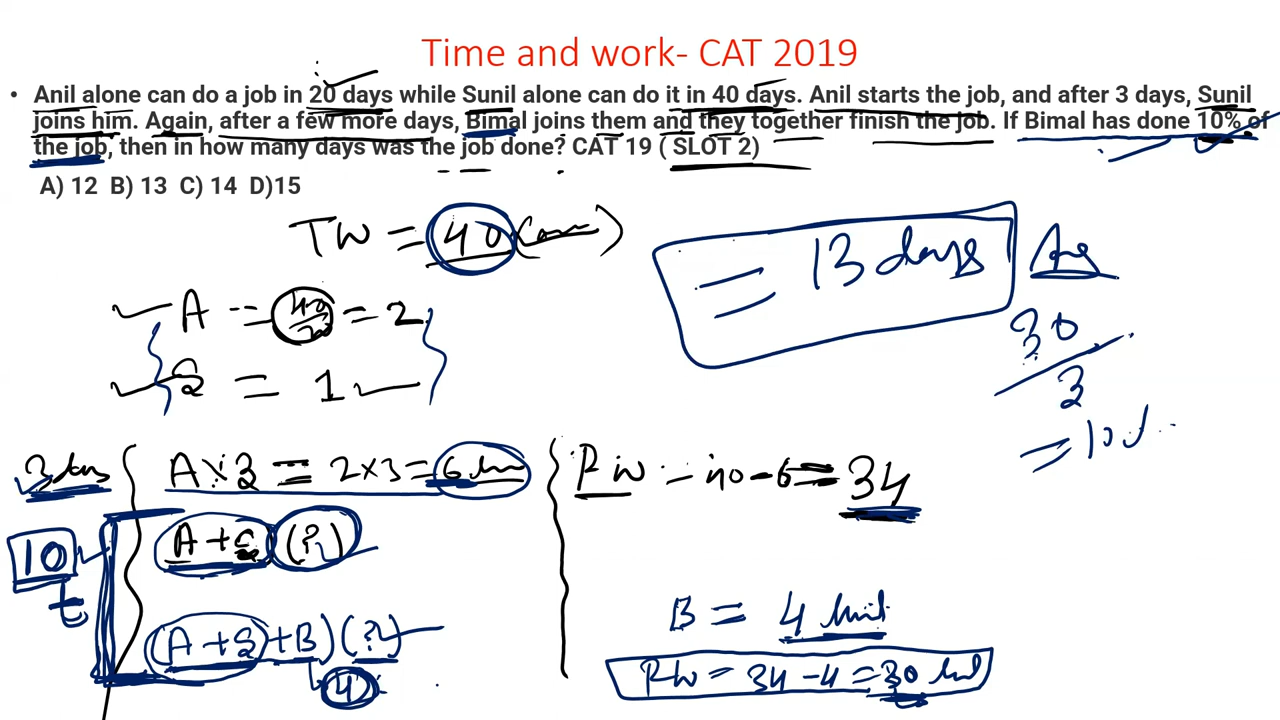 Time and work- CAT 2019
• Anil alone can do a job in 20 days while Sunil alone can do it in 40 days. Anil starts the job, and after 3 days, Sunil
joins him. Again, after a few more days, Bimal joins them and they together finish the job. If Bimal has done 10% of
the job, then in how many days was the job done? CAT 19 ( SLOT 2)
A) 12 B) 13 C) 14 D)15
TW = 40
= 13 days Ans
A = 40/20 = 2
S = 1
30/3
= 10
3 days
A × 3 = 2×3 = 6
RW = 40-6 = 34
10
A + S (?)
t
B = 4 unit
(A + S + B) (?)
4
RW = 34 - 4 = 30 unit